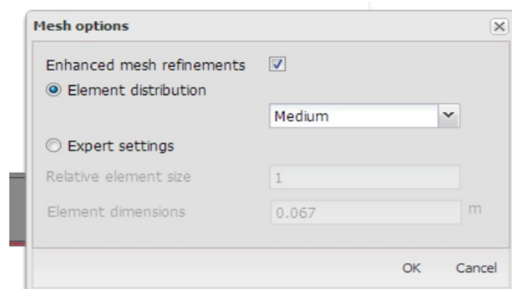 Mesh options
Enhanced mesh refinements
Element distribution
Medium
Expert settings
Relative element size 1
Element dimensions 0.067 m
OK Cancel